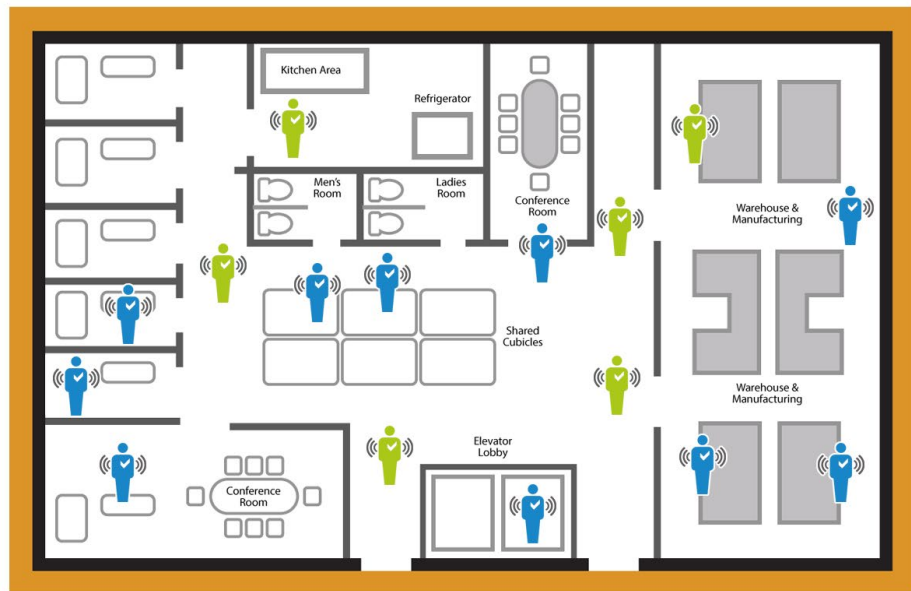 Kitchen Area
Refrigerator
Men's
Room
Ladies
Room
Conference
Room
Warehouse &
Manufacturing
Shared
Cubicles
Warehouse &
Manufacturing
Elevator
Lobby
Conference
Room